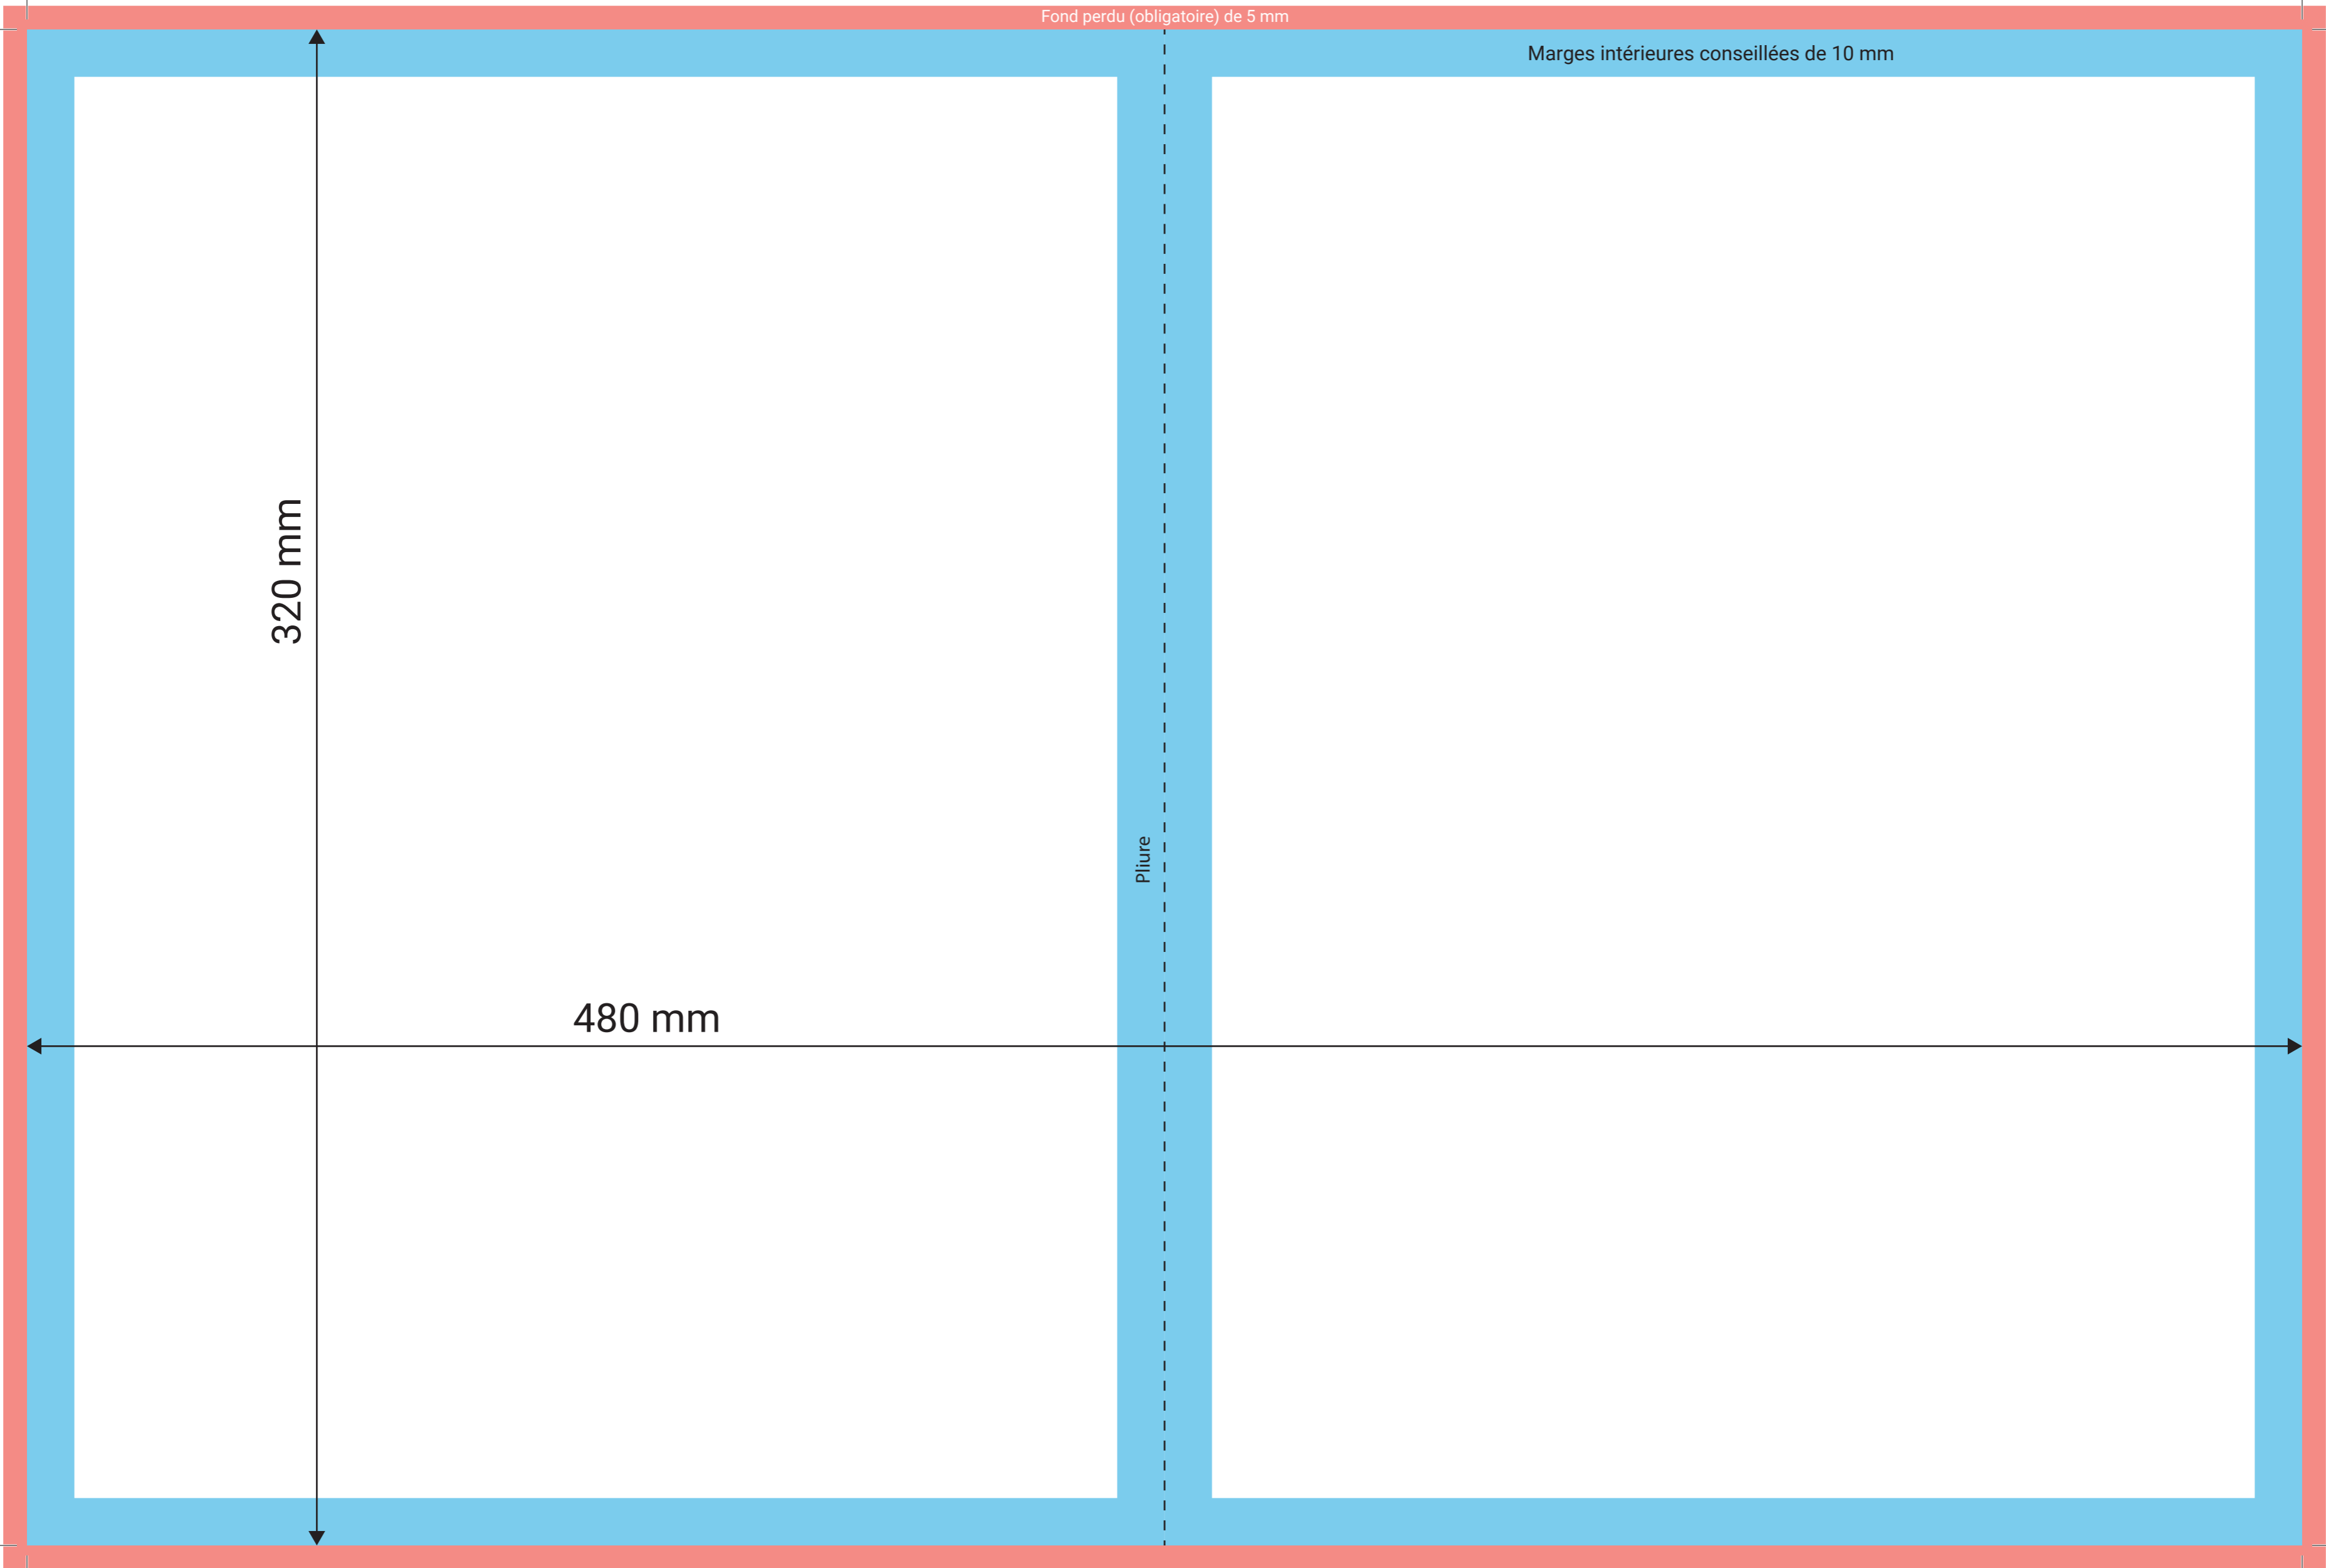 Fond perdu (obligatoire) de 5 mm
Marges intérieures conseillées de 10 mm
320 mm
Pliure
480 mm